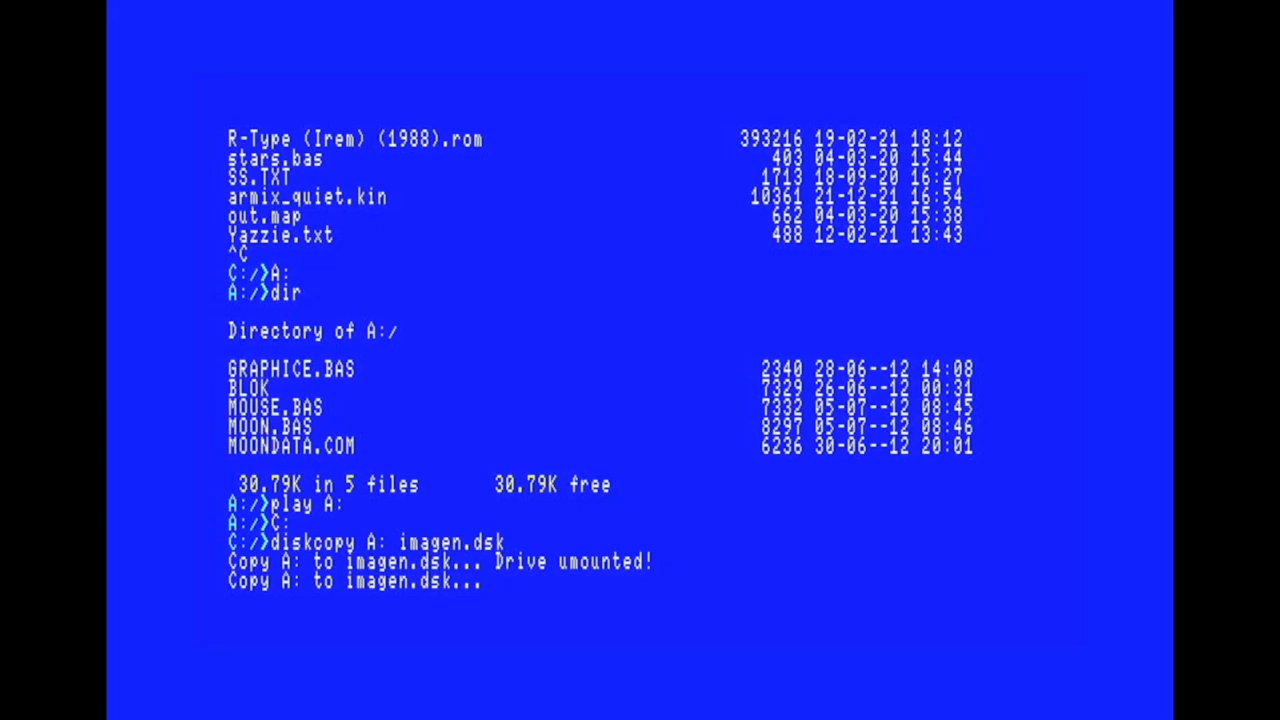 R-Type (Irem) (1988).rom 393216 19-02-21 18:12
stars.bas 403 04-03-20 15:44
SS.TXT 1713 18-09-20 16:27
armix_quiet.kin 10361 21-12-21 16:54
out.map 662 04-03-20 15:38
Yazzie.txt 488 12-02-21 13:43
^C
C:/>A:
A:/>dir
Directory of A:/
GRAPHICE.BAS 2340 28-06--12 14:08
BLOK 7329 26-06--12 00:31
MOUSE.BAS 7332 05-07--12 08:45
MOON.BAS 8297 05-07--12 08:46
MOONDATA.COM 6236 30-06--12 20:01
30.79K in 5 files 30.79K free
A:/>play A:
A:/>C:
C:/>diskcopy A: imagen.dsk
Copy A: to imagen.dsk... Drive umounted!
Copy A: to imagen.dsk...